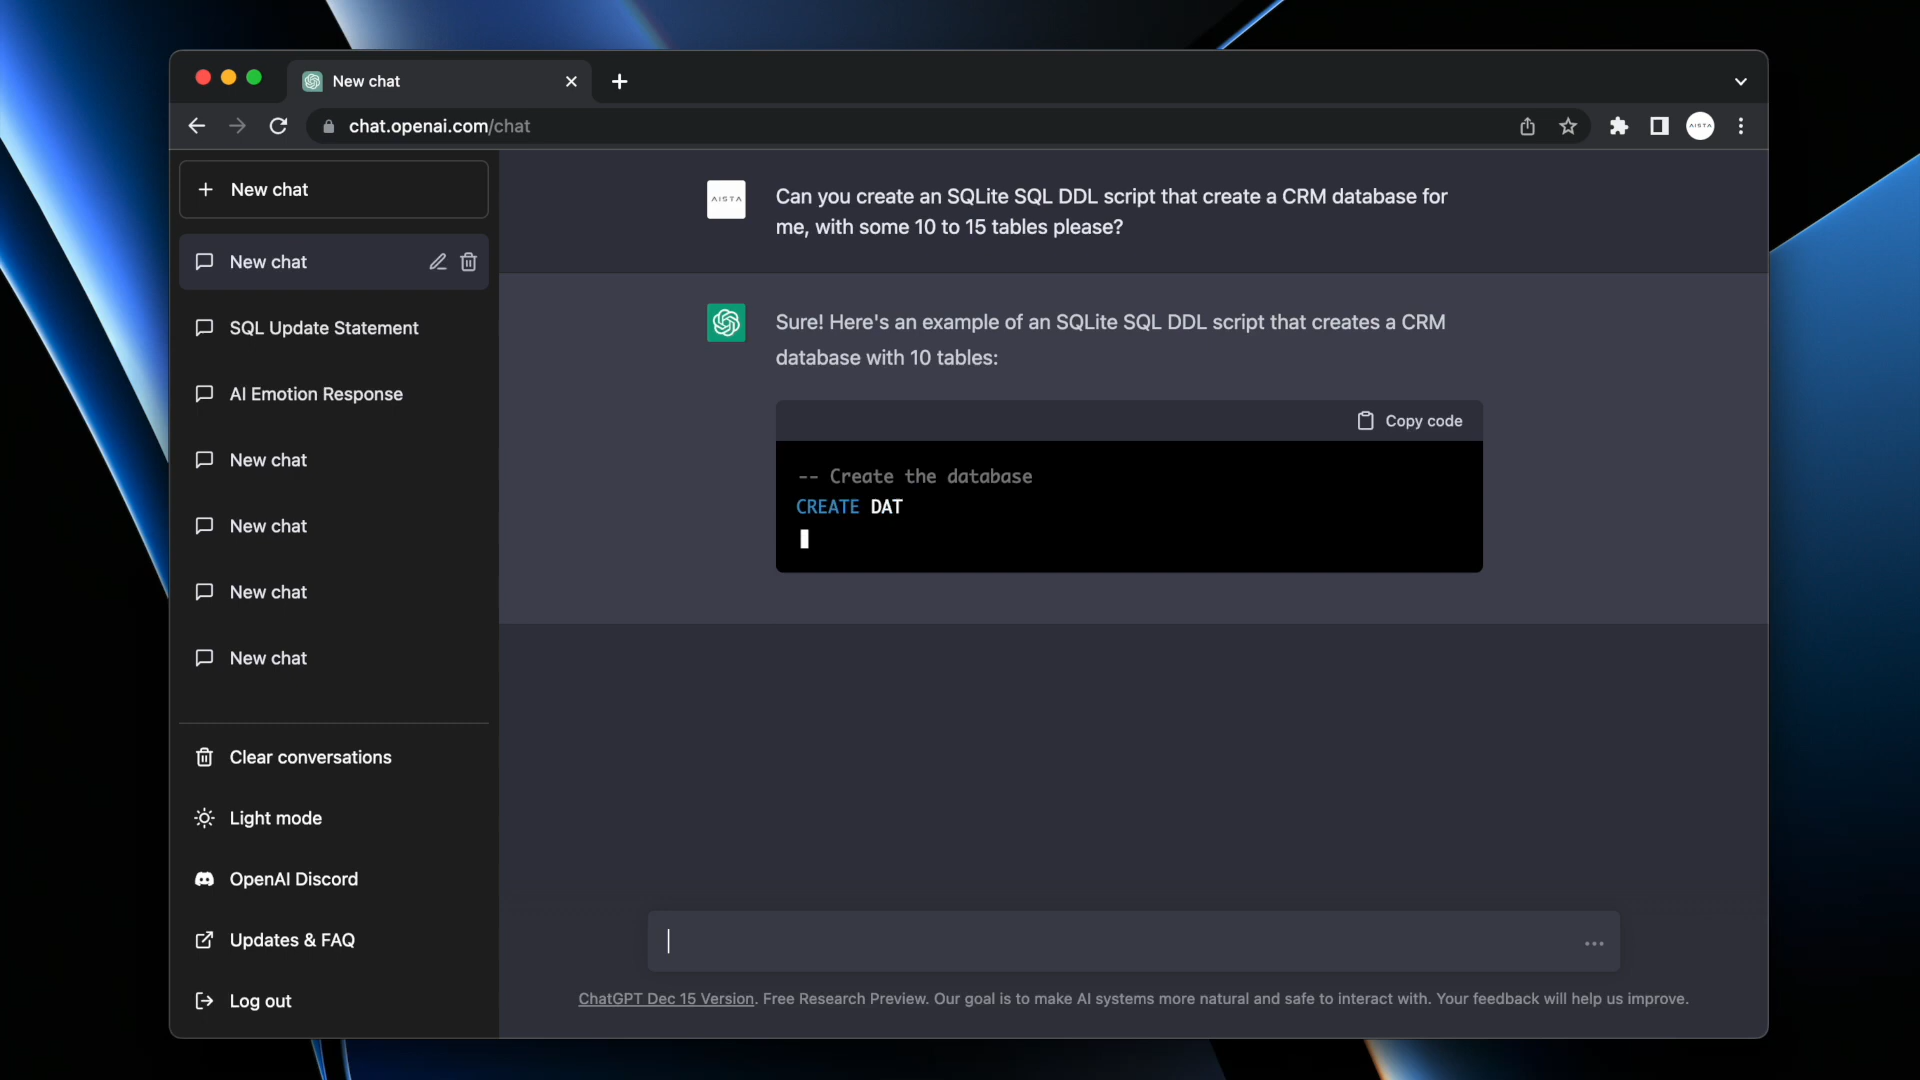 New chat
chat.openai.com/chat
AISTA
New chat
New chat
SQL Update Statement
AI Emotion Response
New chat
New chat
New chat
New chat
Clear conversations
Light mode
OpenAI Discord
Updates & FAQ
Log out
AISTA
Can you create an SQLite SQL DDL script that create a CRM database for
me, with some 10 to 15 tables please?
Sure! Here's an example of an SQLite SQL DDL script that creates a CRM
database with 10 tables:
Copy code
-- Create the database
CREATE DAT
ChatGPT Dec 15 Version. Free Research Preview. Our goal is to make AI systems more natural and safe to interact with. Your feedback will help us improve.